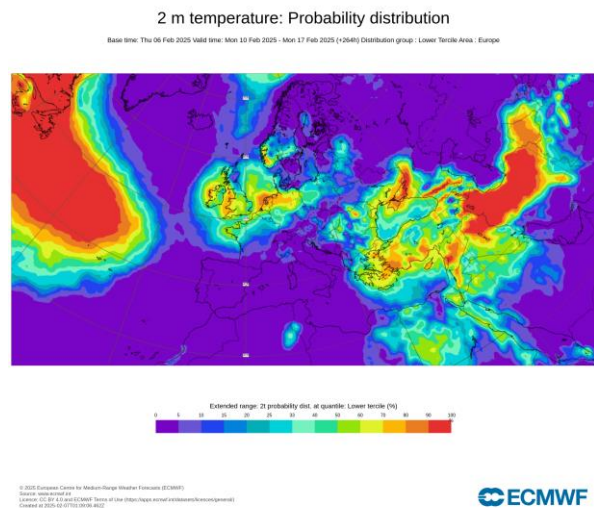 2 m temperature: Probability distribution
Base time: Thu 06 Feb 2025 Valid time: Mon 10 Feb 2025 - Mon 17 Feb 2025 (+264h) Distribution group : Lower Tercile Area : Europe
Extended range: 2t probability dist. at quantile: Lower tercile (%)
0 5 10 15 20 25 30 40 50 60 70 80 90 100
© 2025 European Centre for Medium-Range Weather Forecasts (ECMWF)
Source: www.ecmwf.int
Licence: CC BY 4.0 and ECMWF Terms of Use (https://apps.ecmwf.int/datasets/licences/general/)
ECMWF